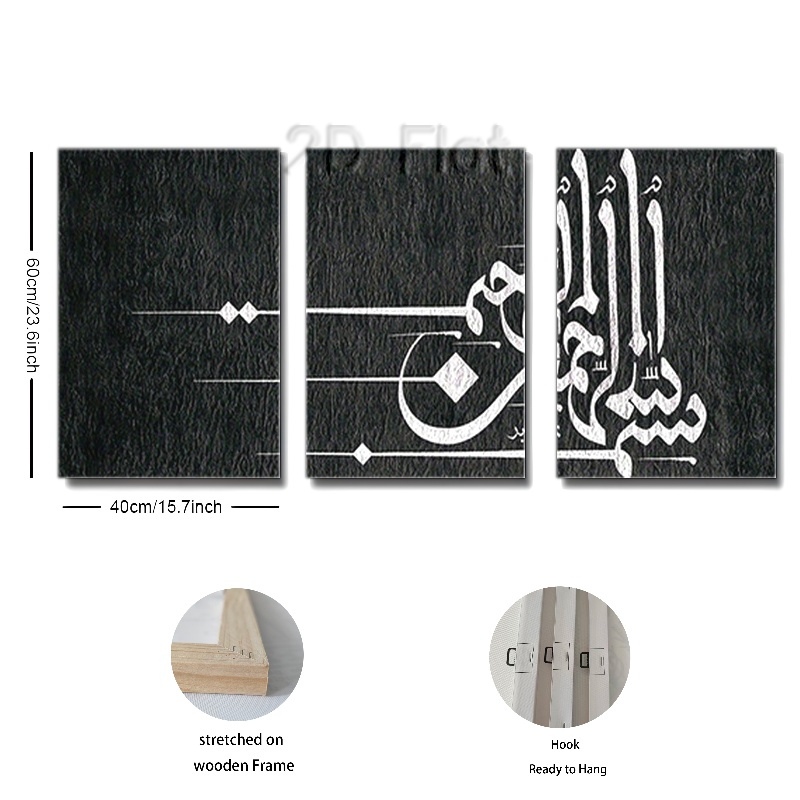 2D Flat
60cm/23.6inch
بسم الله الرحمن الرحيم
40cm/15.7inch
stretched on
wooden Frame
Hook
Ready to Hang